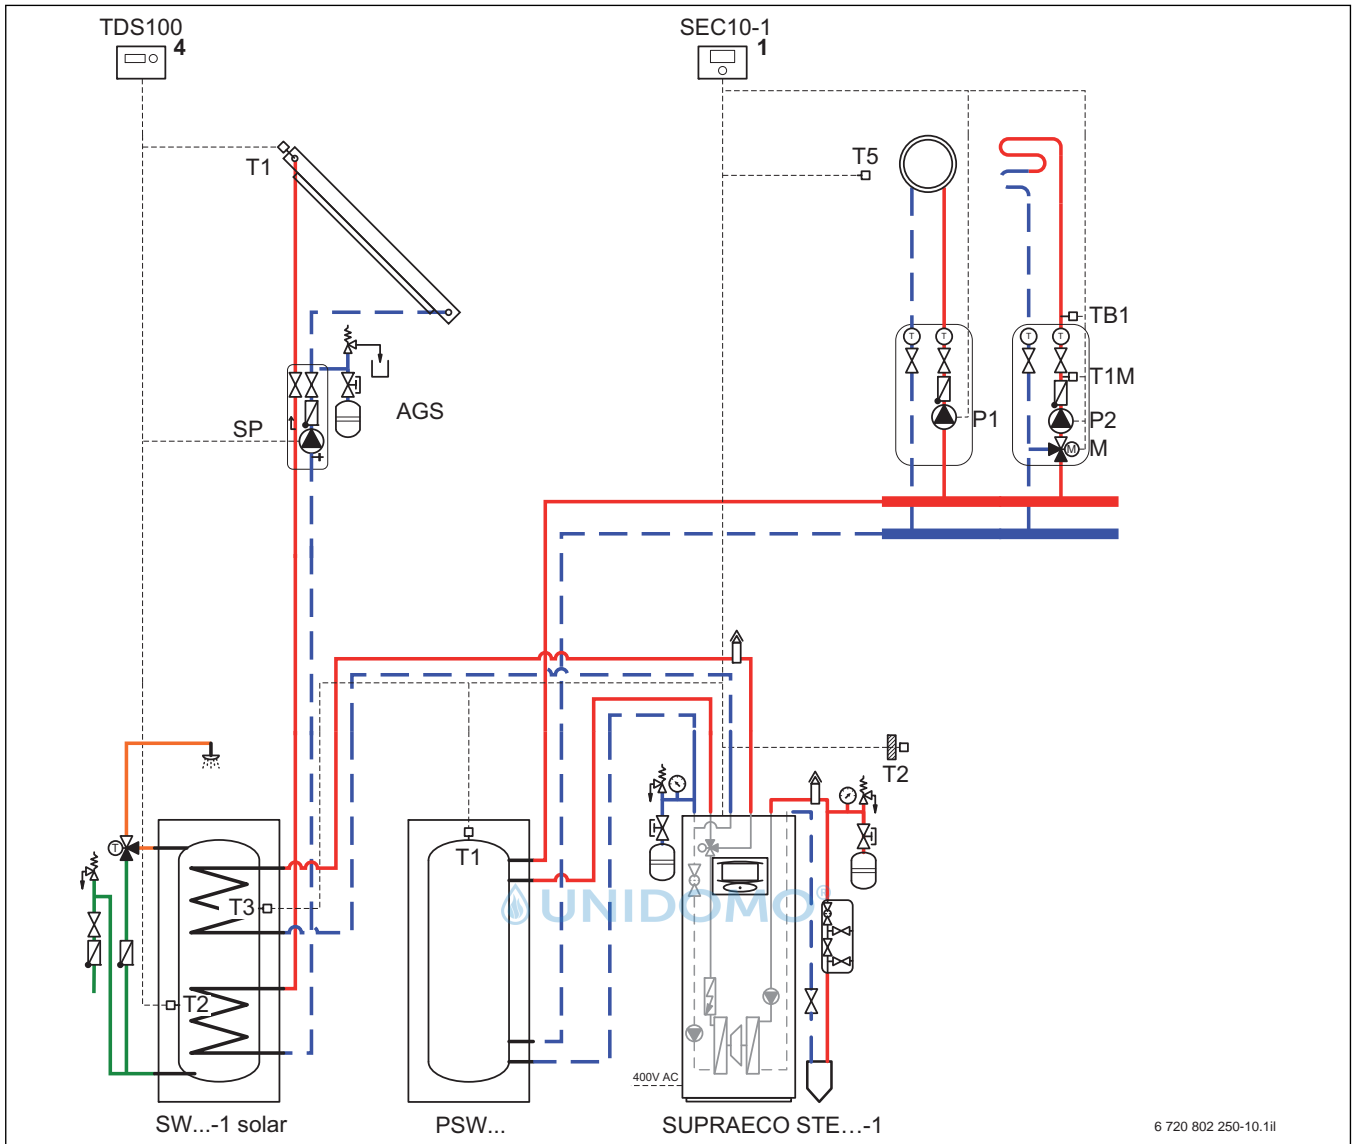 TDS100
4
SEC10-1
1
T1
T5
TB1
T
T
T
T
T1M
AGS
SP
P1
P2
M
M
T2
T
T1
T3
UNIDOMO®
T2
400V AC
SW...-1 solar
PSW...
SUPRAECO STE...-1
6 720 802 250-10.1il